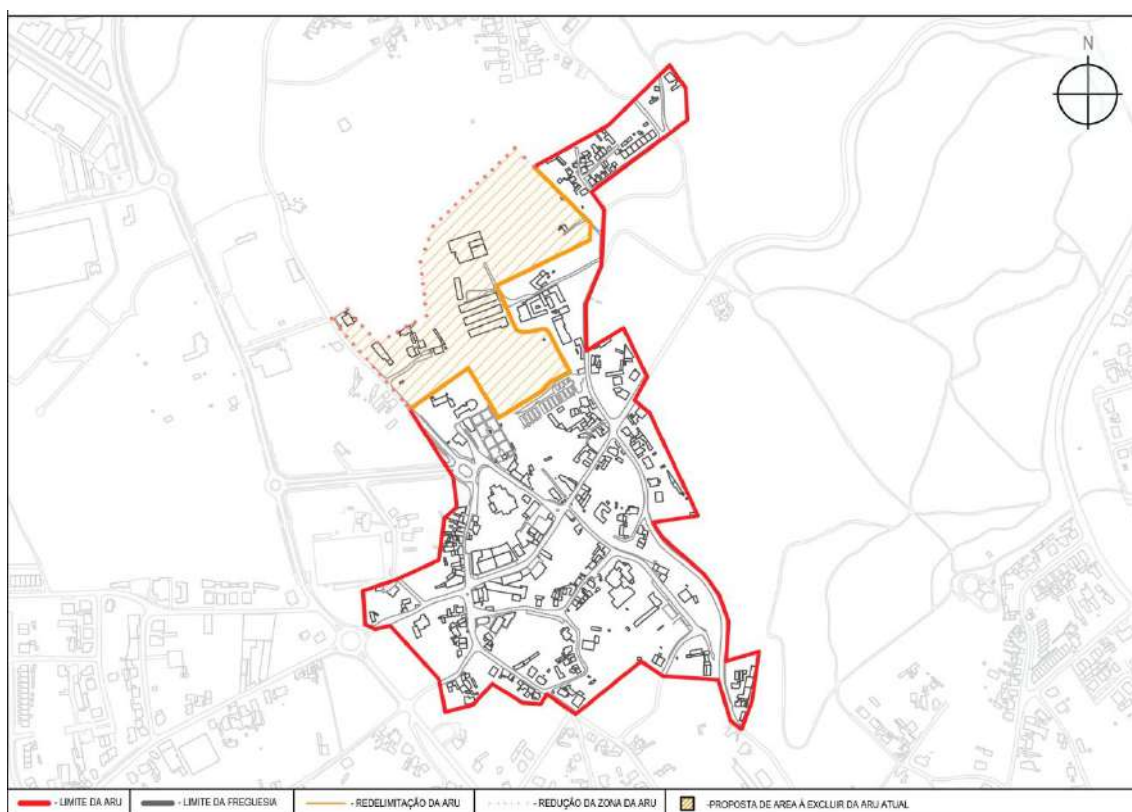 N
- LIMITE DA ARU
- LIMITE DA FREGUESIA
- REDELIMITAÇÃO DA ARU
- REDUÇÃO DA ZONA DA ARU
-PROPOSTA DE AREA À EXCLUIR DA ARU ATUAL